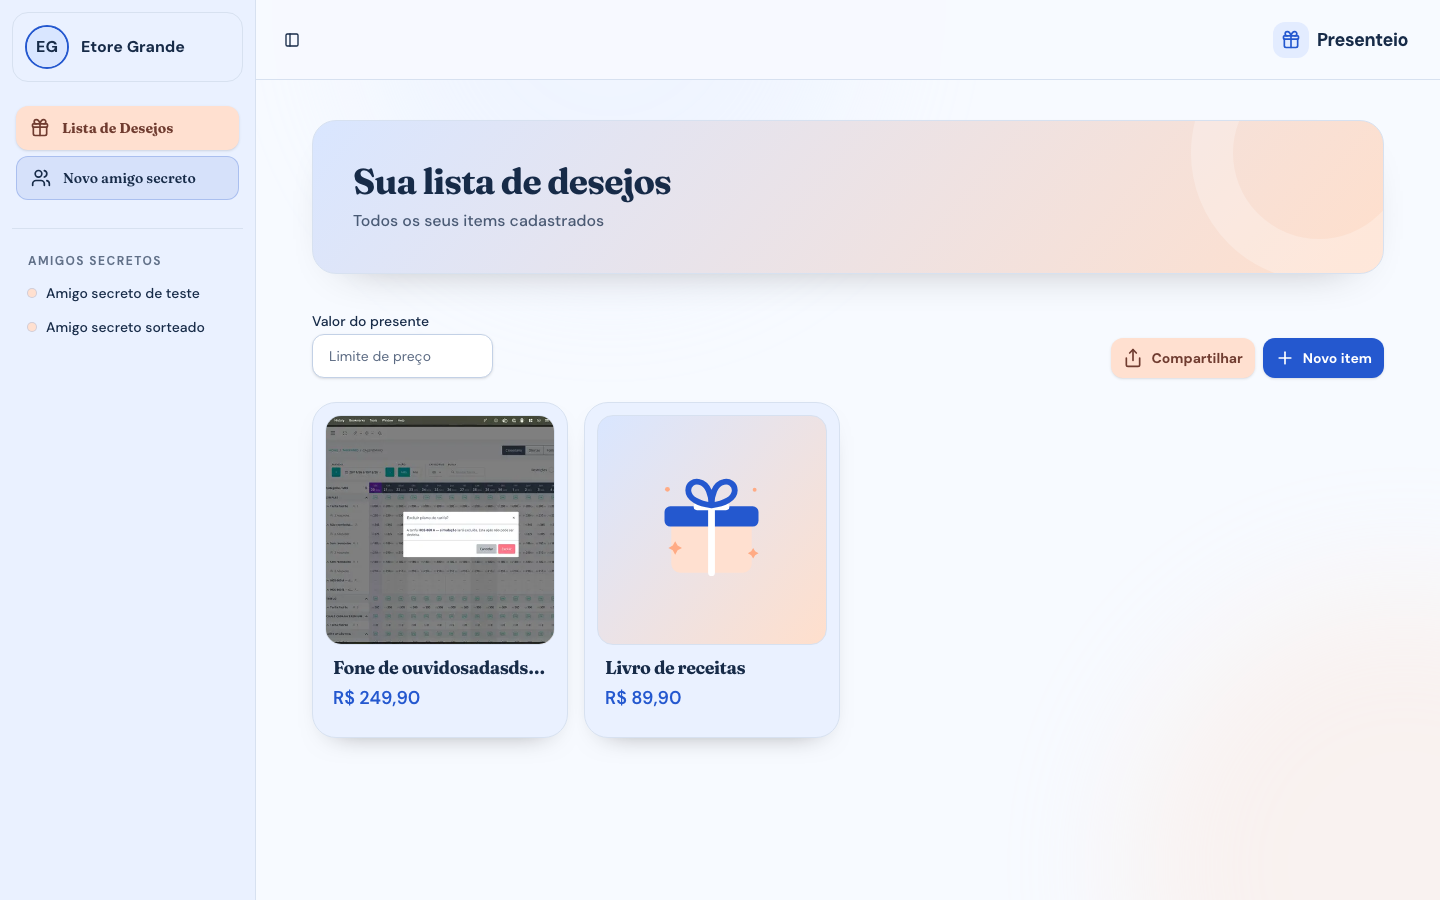 EG
Etore Grande
Presenteio
Lista de Desejos
Novo amigo secreto
AMIGOS SECRETOS
Amigo secreto de teste
Amigo secreto sorteado
Sua lista de desejos
Todos os seus items cadastrados
Valor do presente
Limite de preço
Compartilhar
Novo item
Fone de ouvidosadasds...
R$ 249,90
Livro de receitas
R$ 89,90